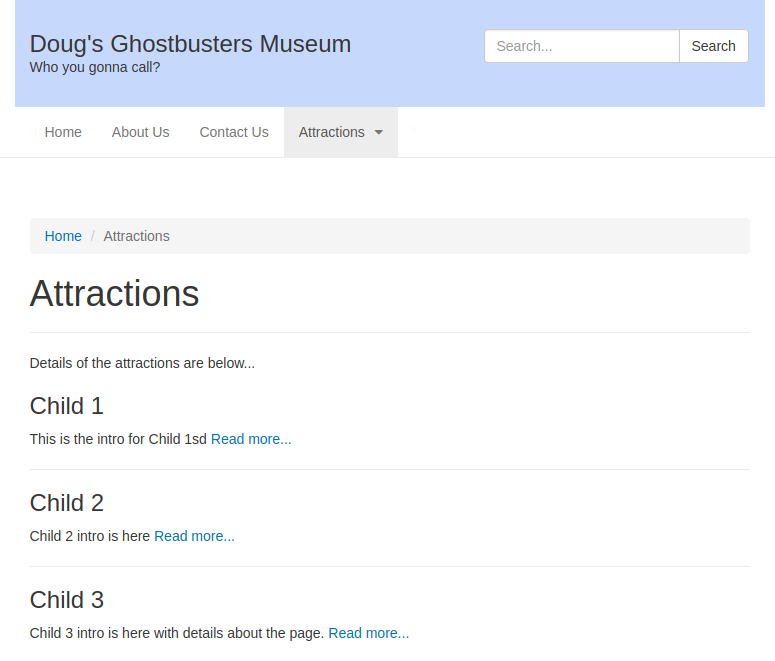 Doug's Ghostbusters Museum
Who you gonna call?
Search... Search
Home About Us Contact Us Attractions
Home / Attractions
Attractions
Details of the attractions are below...
Child 1
This is the intro for Child 1sd Read more...
Child 2
Child 2 intro is here Read more...
Child 3
Child 3 intro is here with details about the page. Read more...